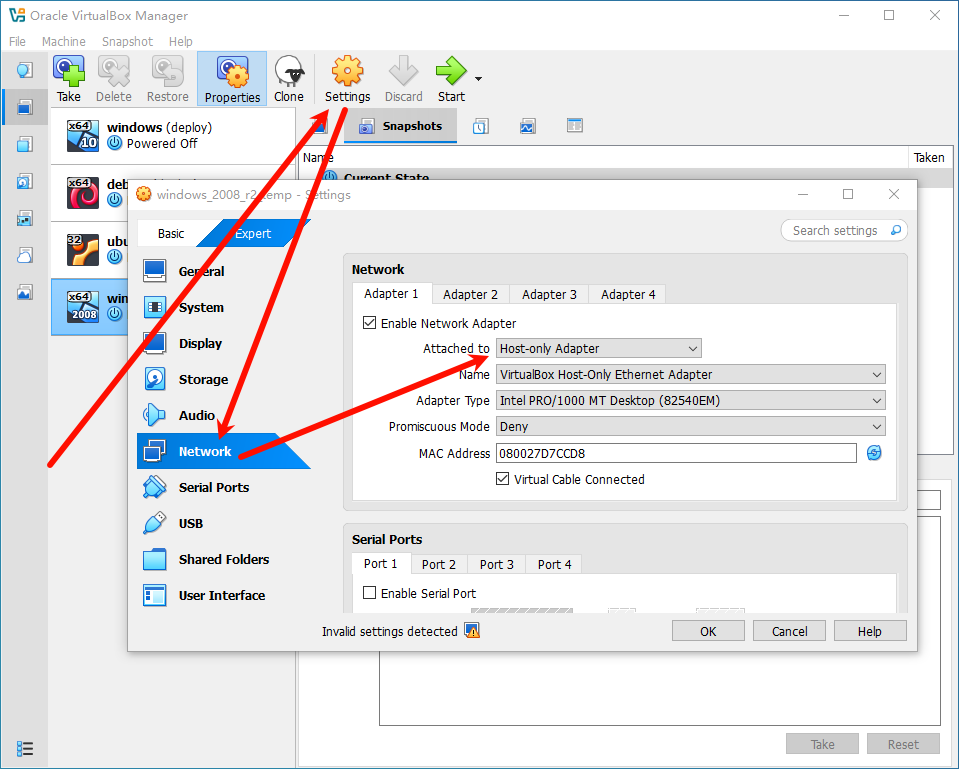 Oracle VirtualBox Manager
File Machine Snapshot Help
Take Delete Restore Properties Clone Settings Discard Start
x64 10 windows (deploy)
Powered Off
Snapshots
Name Taken
Current State
x64 deb
32 ubu
x64 2008 win
windows_2008_r2_temp - Settings
Basic Expert
Search settings
General
System
Display
Storage
Audio
Network
Serial Ports
USB
Shared Folders
User Interface
Network
Adapter 1 Adapter 2 Adapter 3 Adapter 4
Enable Network Adapter
Attached to Host-only Adapter
Name VirtualBox Host-Only Ethernet Adapter
Adapter Type Intel PRO/1000 MT Desktop (82540EM)
Promiscuous Mode Deny
MAC Address 080027D7CCD8
Virtual Cable Connected
Serial Ports
Port 1 Port 2 Port 3 Port 4
Enable Serial Port
Invalid settings detected OK Cancel Help
Take Reset